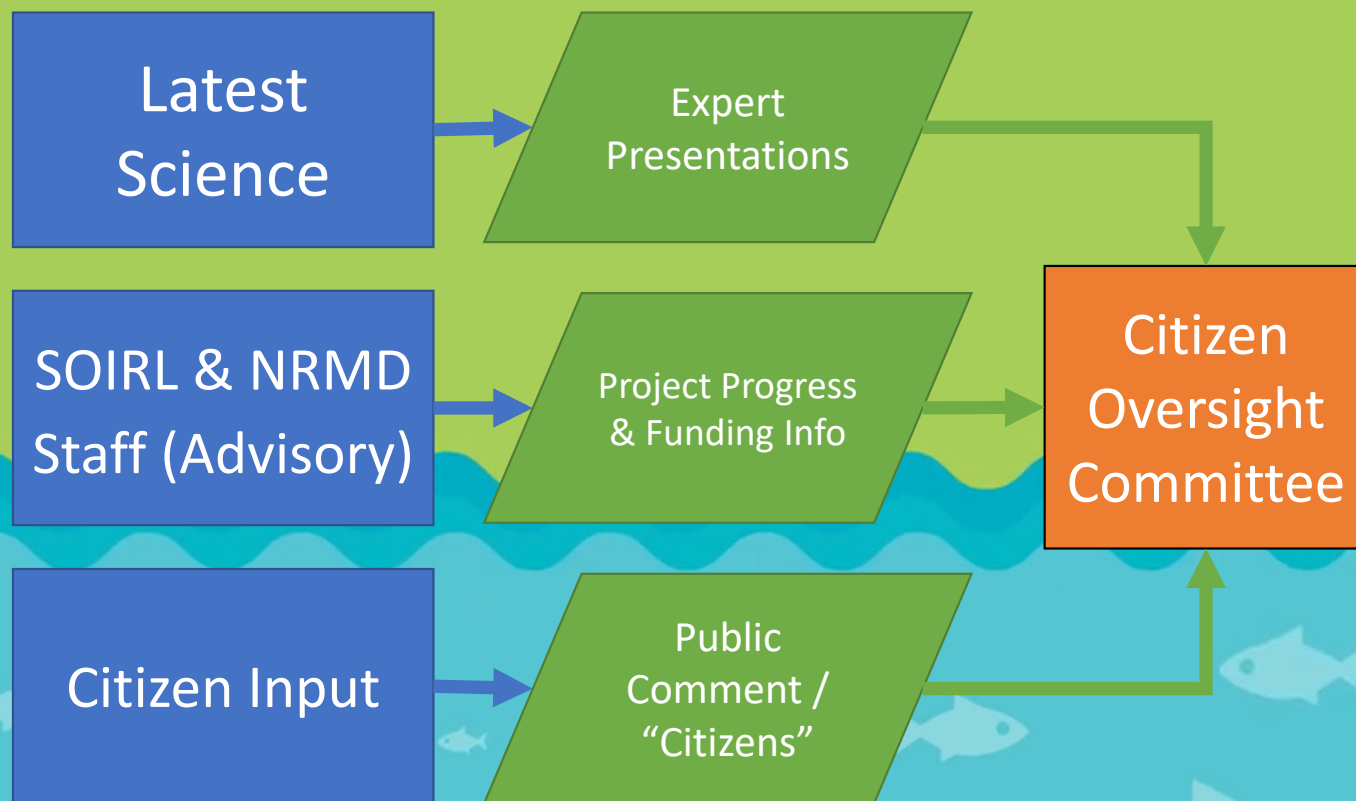 Latest
Science
Expert
Presentations
SOIRL & NRMD
Staff (Advisory)
Project Progress
& Funding Info
Citizen
Oversight
Committee
Citizen Input
Public
Comment /
“Citizens”